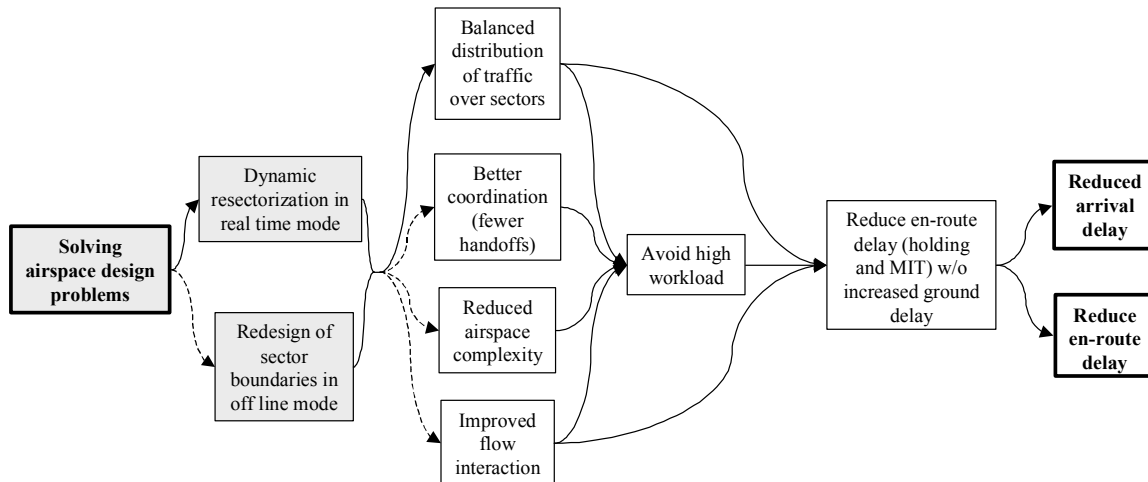 Solving
airspace design
problems
Dynamic
resectorization in
real time mode
Redesign of
sector
boundaries in
off line mode
Balanced
distribution
of traffic
over sectors
Better
coordination
(fewer
handoffs)
Reduced
airspace
complexity
Improved
flow
interaction
Avoid high
workload
Reduce en-route
delay (holding
and MIT) w/o
increased ground
delay
Reduced
arrival
delay
Reduce
en-route
delay